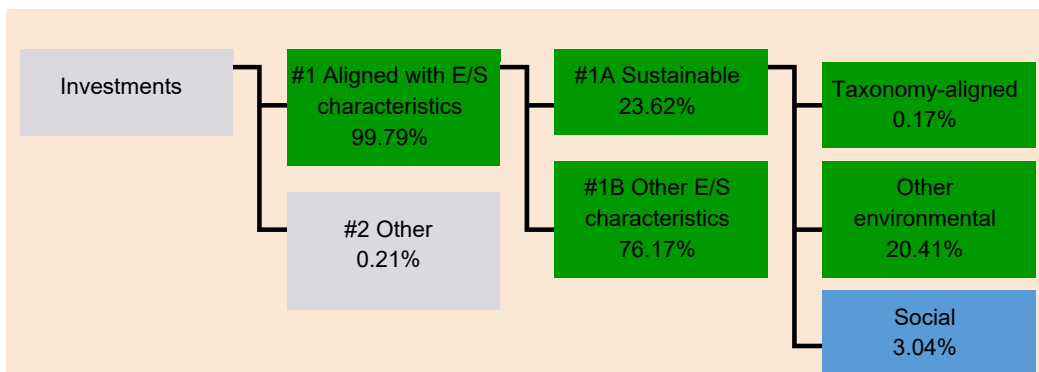 Investments
#1 Aligned with E/S
characteristics
99.79%
#2 Other
0.21%
#1A Sustainable
23.62%
#1B Other E/S
characteristics
76.17%
Taxonomy-aligned
0.17%
Other
environmental
20.41%
Social
3.04%